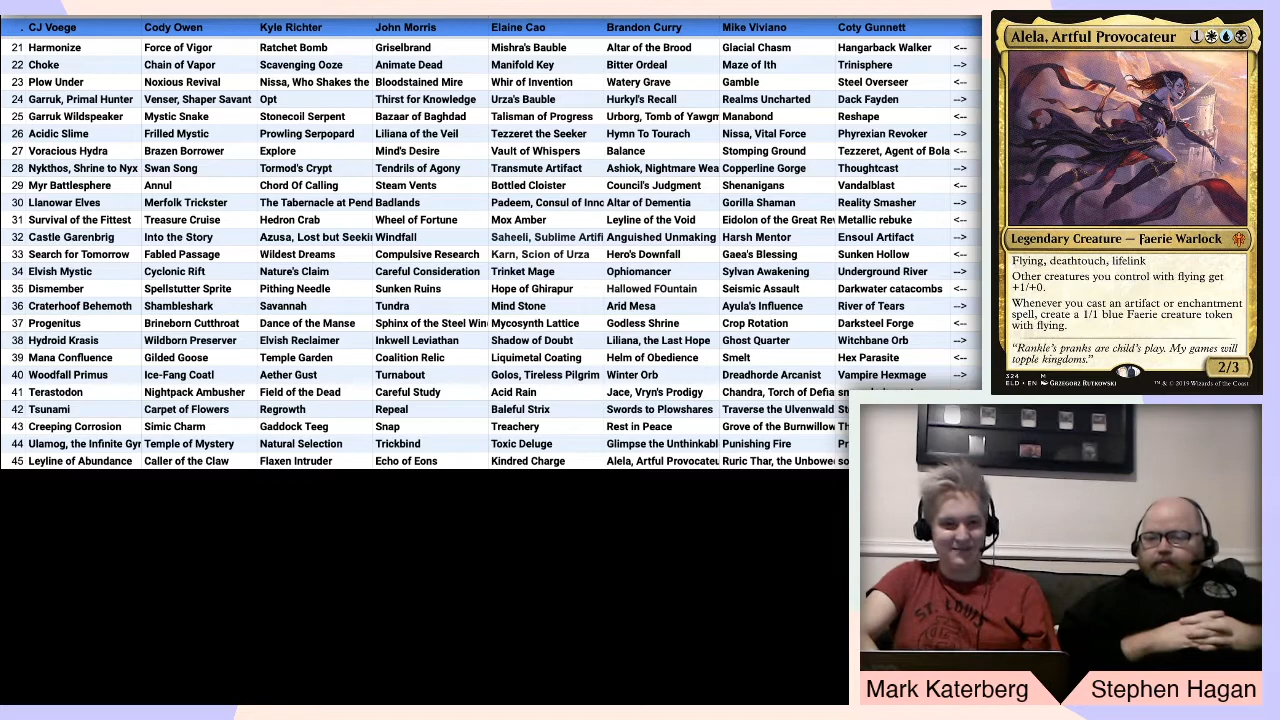 . CJ Voege Cody Owen Kyle Richter John Morris Elaine Cao Brandon Curry Mike Viviano Coty Gunnett
21 Harmonize Force of Vigor Ratchet Bomb Griselbrand Mishra's Bauble Altar of the Brood Glacial Chasm Hangarback Walker <--
22 Choke Chain of Vapor Scavenging Ooze Animate Dead Manifold Key Bitter Ordeal Maze of Ith Trinisphere -->
23 Plow Under Noxious Revival Nissa, Who Shakes the Bloodstained Mire Whir of Invention Watery Grave Gamble Steel Overseer <--
24 Garruk, Primal Hunter Venser, Shaper Savant Opt Thirst for Knowledge Urza's Bauble Hurkyl's Recall Realms Uncharted Dack Fayden -->
25 Garruk Wildspeaker Mystic Snake Stonecoil Serpent Bazaar of Baghdad Talisman of Progress Urborg, Tomb of Yawgm Manabond Reshape <--
26 Acidic Slime Frilled Mystic Prowling Serpopard Liliana of the Veil Tezzeret the Seeker Hymn To Tourach Nissa, Vital Force Phyrexian Revoker -->
27 Voracious Hydra Brazen Borrower Explore Mind's Desire Vault of Whispers Balance Stomping Ground Tezzeret, Agent of Bola <--
28 Nykthos, Shrine to Nyx Swan Song Tormod's Crypt Tendrils of Agony Transmute Artifact Ashiok, Nightmare Wea Copperline Gorge Thoughtcast -->
29 Myr Battlesphere Annul Chord Of Calling Steam Vents Bottled Cloister Council's Judgment Shenanigans Vandalblast <--
30 Llanowar Elves Merfolk Trickster The Tabernacle at Pend Badlands Padeem, Consul of Inno Altar of Dementia Gorilla Shaman Reality Smasher -->
31 Survival of the Fittest Treasure Cruise Hedron Crab Wheel of Fortune Mox Amber Leyline of the Void Eidolon of the Great Rev Metallic rebuke <--
32 Castle Garenbrig Into the Story Azusa, Lost but Seeki Windfall Saheeli, Sublime Artifi Anguished Unmaking Harsh Mentor Ensoul Artifact -->
33 Search for Tomorrow Fabled Passage Wildest Dreams Compulsive Research Karn, Scion of Urza Hero's Downfall Gaea's Blessing Sunken Hollow <--
34 Elvish Mystic Cyclonic Rift Nature's Claim Careful Consideration Trinket Mage Ophiomancer Sylvan Awakening Underground River -->
35 Dismember Spellstutter Sprite Pithing Needle Sunken Ruins Hope of Ghirapur Hallowed FOuntain Seismic Assault Darkwater catacombs <--
36 Craterhoof Behemoth Shambleshark Savannah Tundra Mind Stone Arid Mesa Ayula's Influence River of Tears -->
37 Progenitus Brineborn Cutthroat Dance of the Manse Sphinx of the Steel Win Mycosynth Lattice Godless Shrine Crop Rotation Darksteel Forge <--
38 Hydroid Krasis Wildborn Preserver Elvish Reclaimer Inkwell Leviathan Shadow of Doubt Liliana, the Last Hope Ghost Quarter Witchbane Orb -->
39 Mana Confluence Gilded Goose Temple Garden Coalition Relic Liquimetal Coating Helm of Obedience Smelt Hex Parasite <--
40 Woodfall Primus Ice-Fang Coatl Aether Gust Turnabout Golos, Tireless Pilgrim Winter Orb Dreadhorde Arcanist Vampire Hexmage -->
41 Terastodon Nightpack Ambusher Field of the Dead Careful Study Acid Rain Jace, Vryn's Prodigy Chandra, Torch of Defia
42 Tsunami Carpet of Flowers Regrowth Repeal Baleful Strix Swords to Plowshares Traverse the Ulvenwald
43 Creeping Corrosion Simic Charm Gaddock Teeg Snap Treachery Rest in Peace Grove of the Burnwillow Th
44 Ulamog, the Infinite Gyr Temple of Mystery Natural Selection Trickbind Toxic Deluge Glimpse the Unthinkabl Punishing Fire Pr
45 Leyline of Abundance Caller of the Claw Flaxen Intruder Echo of Eons Kindred Charge Alela, Artful Provocateu Ruric Thar, the Unbowe so
Alela, Artful Provocateur 1
Legendary Creature — Faerie Warlock
Flying, deathtouch, lifelink
Other creatures you control with flying get
+1/+0.
Whenever you cast an artifact or enchantment
spell, create a 1/1 blue Faerie creature token
with flying.
"Rankle's pranks are child's play. My games will
topple kingdoms."
2/3
324 M
ELD • EN Grzegorz Rutkowski ™ & © 2019 Wizards of the Coast
ST. LOUIS
Mark Katerberg Stephen Hagan